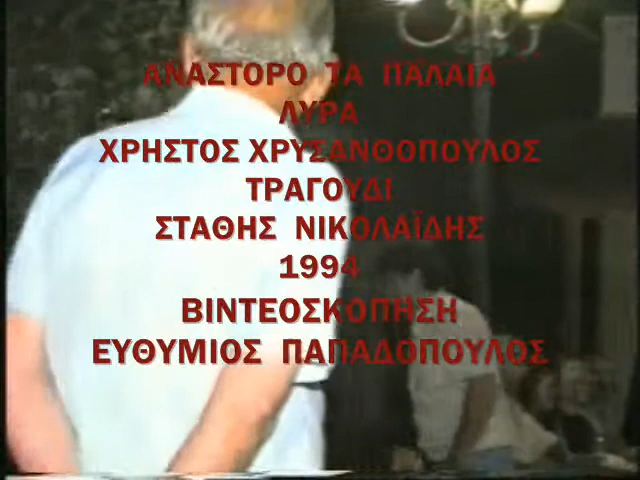 ΑΝΑΣΤΟΡΟ ΤΑ ΠΑΛΑΙΑ
ΛΥΡΑ
ΧΡΗΣΤΟΣ ΧΡΥΣΑΝΘΟΠΟΥΛΟΣ
ΤΡΑΓΟΥΔΙ
ΣΤΑΘΗΣ ΝΙΚΟΛΑΪΔΗΣ
1994
ΒΙΝΤΕΟΣΚΟΠΗΣΗ
ΕΥΘΥΜΙΟΣ ΠΑΠΑΔΟΠΟΥΛΟΣ